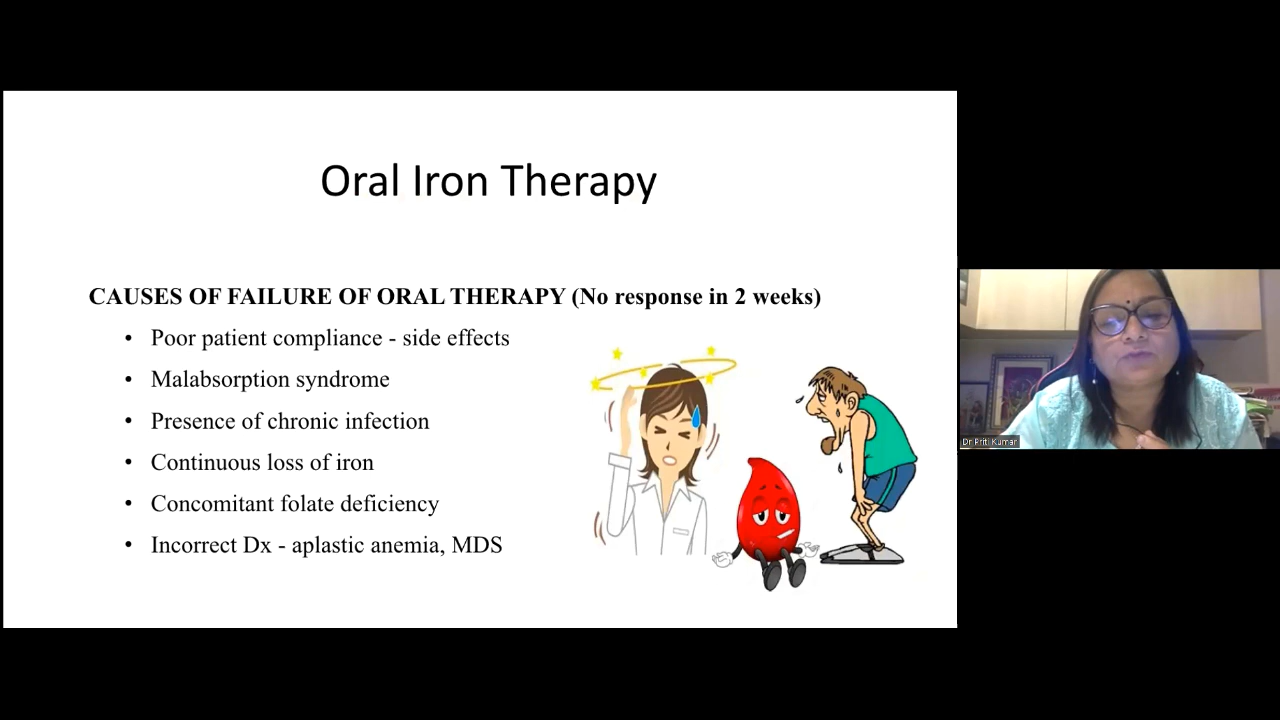 Oral Iron Therapy
CAUSES OF FAILURE OF ORAL THERAPY (No response in 2 weeks)
• Poor patient compliance - side effects
• Malabsorption syndrome
• Presence of chronic infection
• Continuous loss of iron
• Concomitant folate deficiency
• Incorrect Dx - aplastic anemia, MDS
Dr Priti Kumar